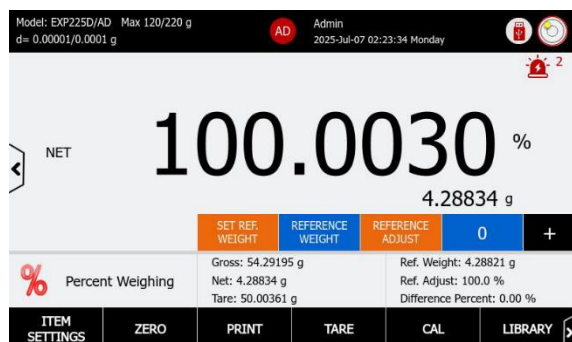 Model: EXP225D/AD Max 120/220 g
d= 0.00001/0.0001 g
AD
Admin
2025-Jul-07 02:23:34 Monday
2
NET
100.0030 %
4.28834 g
SET REF. WEIGHT
REFERENCE WEIGHT
REFERENCE ADJUST
0
+
% Percent Weighing
Gross: 54.29195 g
Net: 4.28834 g
Tare: 50.00361 g
Ref. Weight: 4.28821 g
Ref. Adjust: 100.0 %
Difference Percent: 0.00 %
ITEM SETTINGS
ZERO
PRINT
TARE
CAL
LIBRARY